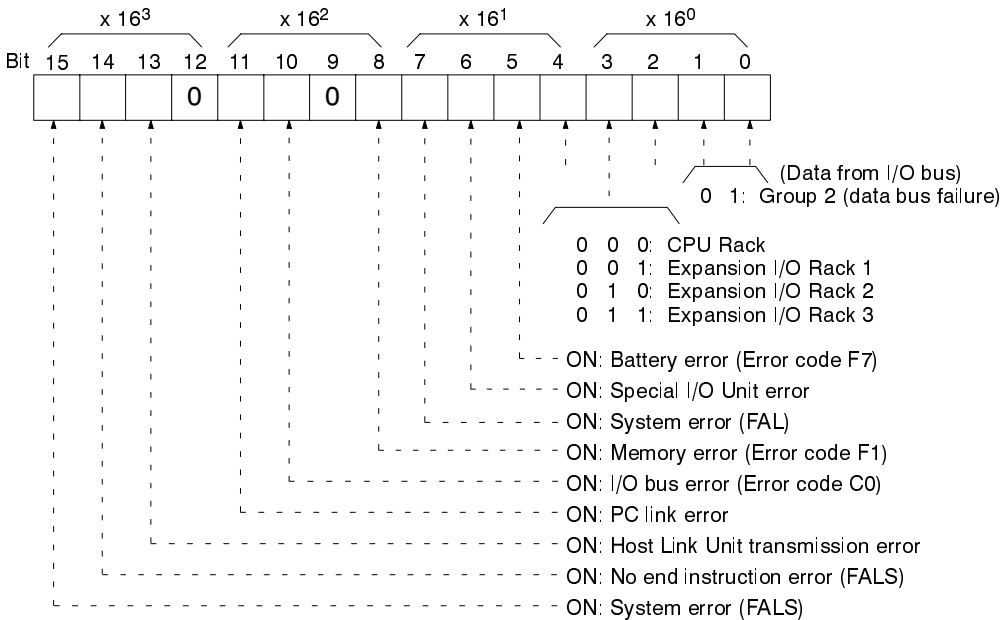 x 16³ x 16² x 16¹ x 16⁰
Bit 15 14 13 12 11 10 9 8 7 6 5 4 3 2 1 0
0 0
(Data from I/O bus)
0 1: Group 2 (data bus failure)
0 0 0: CPU Rack
0 0 1: Expansion I/O Rack 1
0 1 0: Expansion I/O Rack 2
0 1 1: Expansion I/O Rack 3
ON: Battery error (Error code F7)
ON: Special I/O Unit error
ON: System error (FAL)
ON: Memory error (Error code F1)
ON: I/O bus error (Error code C0)
ON: PC link error
ON: Host Link Unit transmission error
ON: No end instruction error (FALS)
ON: System error (FALS)